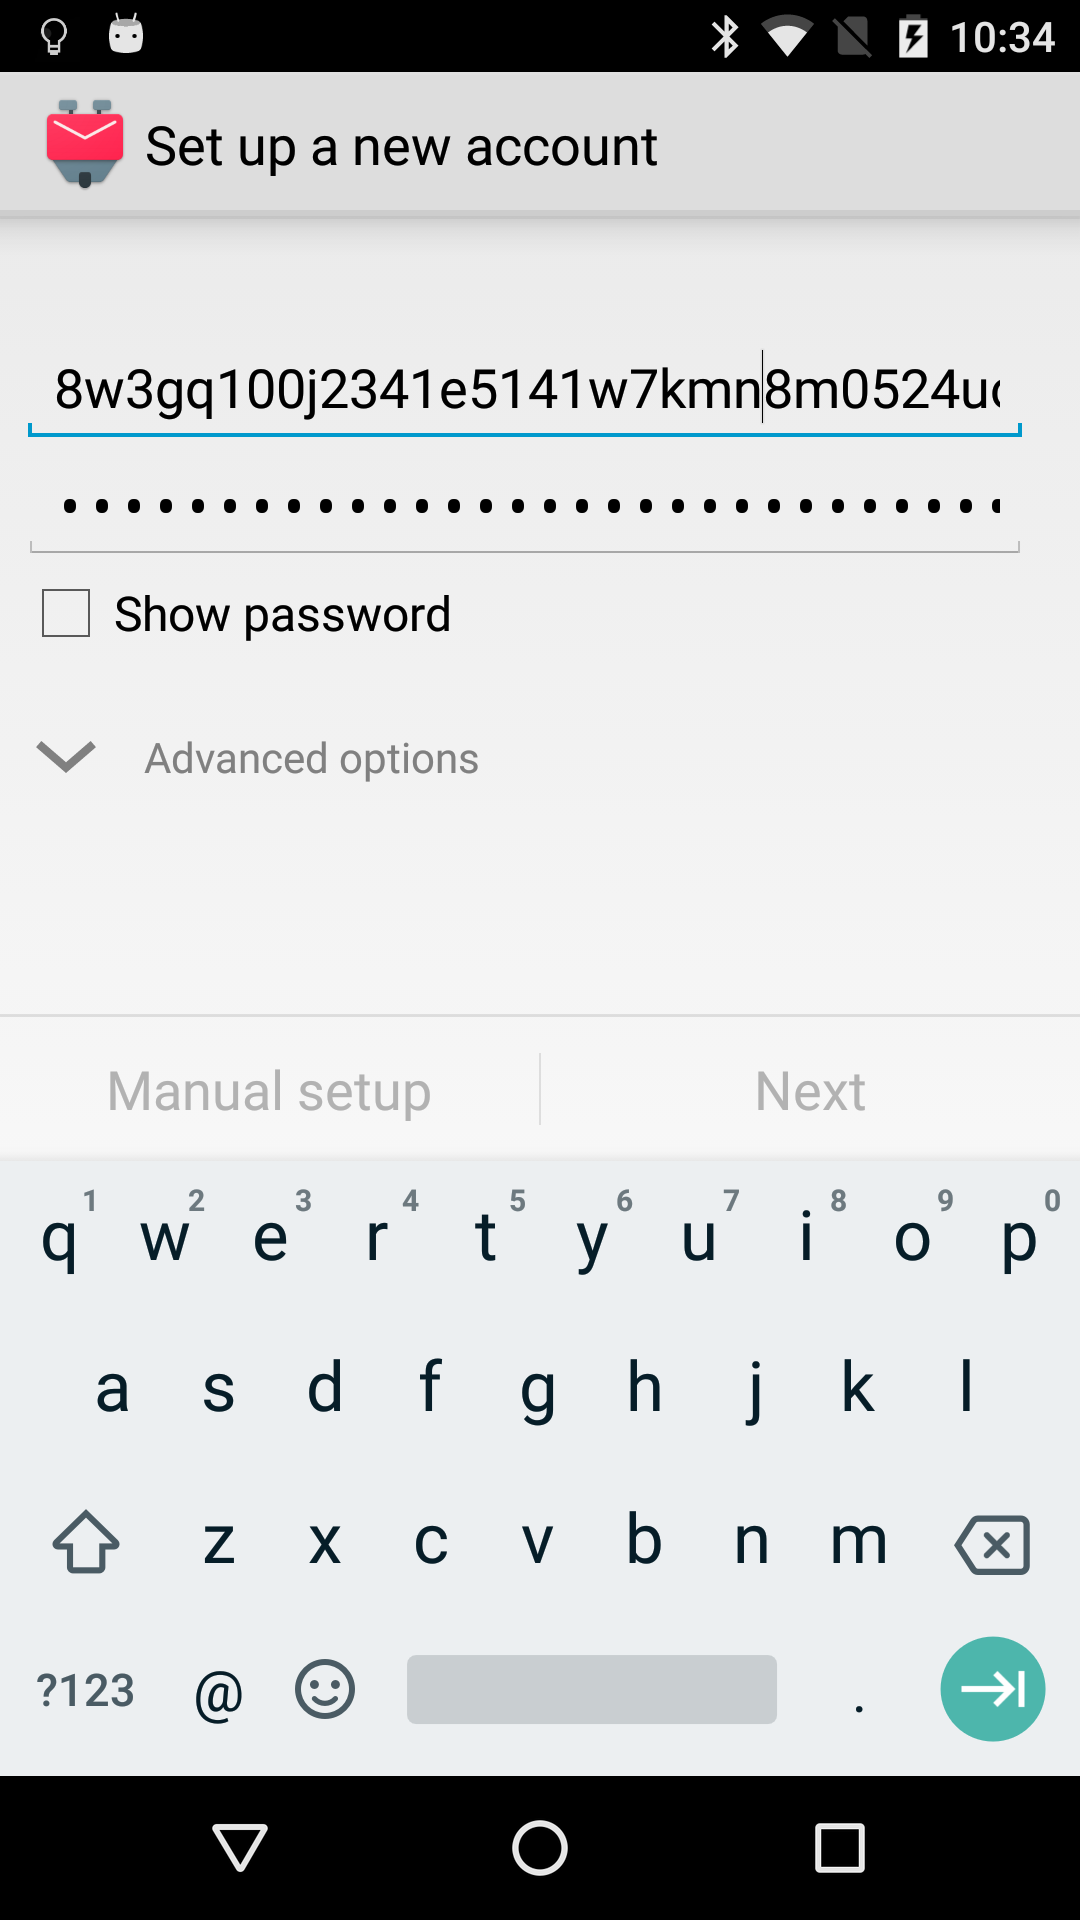 10:34
Set up a new account
8w3gq100j2341e5141w7kmn8m0524u
Show password
Advanced options
Manual setup
Next
1 2 3 4 5 6 7 8 9 0
q w e r t y u i o p
a s d f g h j k l
z x c v b n m
?123 @ .